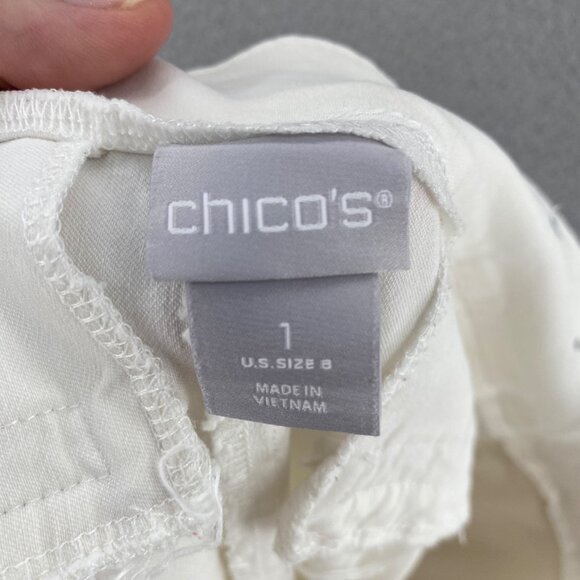 chico's®
1
U.S.SIZE 8
MADE IN
VIETNAM